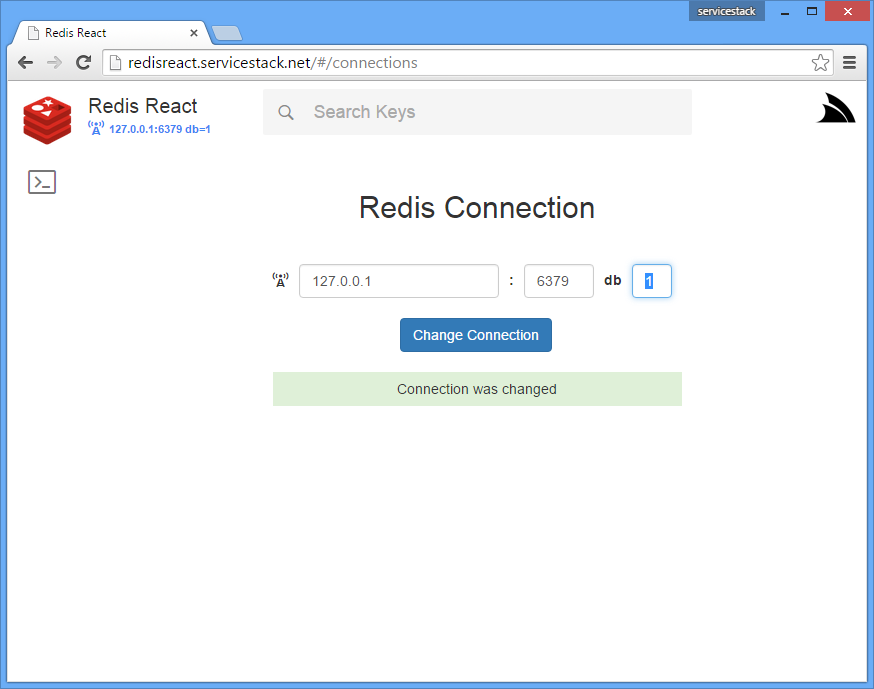 servicestack
Redis React
redisreact.servicestack.net/#/connections
Redis React
127.0.0.1:6379 db=1
Search Keys
Redis Connection
127.0.0.1 : 6379 db 1
Change Connection
Connection was changed